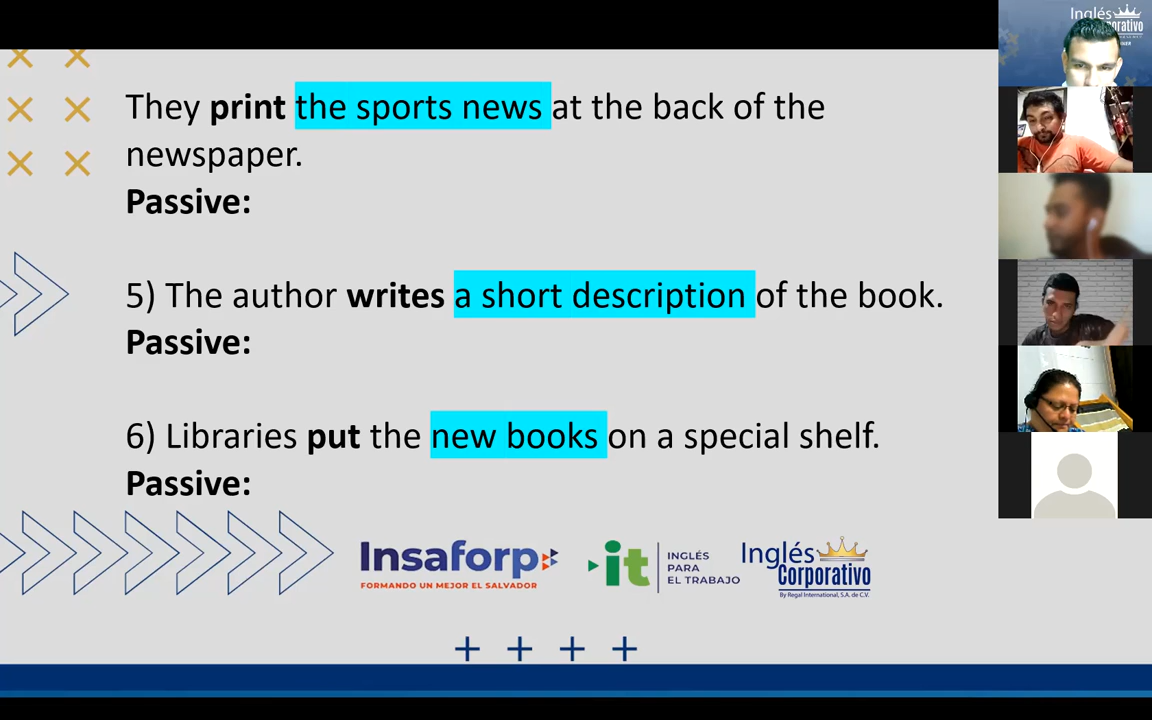 They print the sports news at the back of the
newspaper.
Passive:
5) The author writes a short description of the book.
Passive:
6) Libraries put the new books on a special shelf.
Passive:
Insaforp
FORMANDO UN MEJOR EL SALVADOR
it
INGLÉS
PARA
EL TRABAJO
Inglés
Corporativo
By Regal International, S.A. de C.V.
Inglés